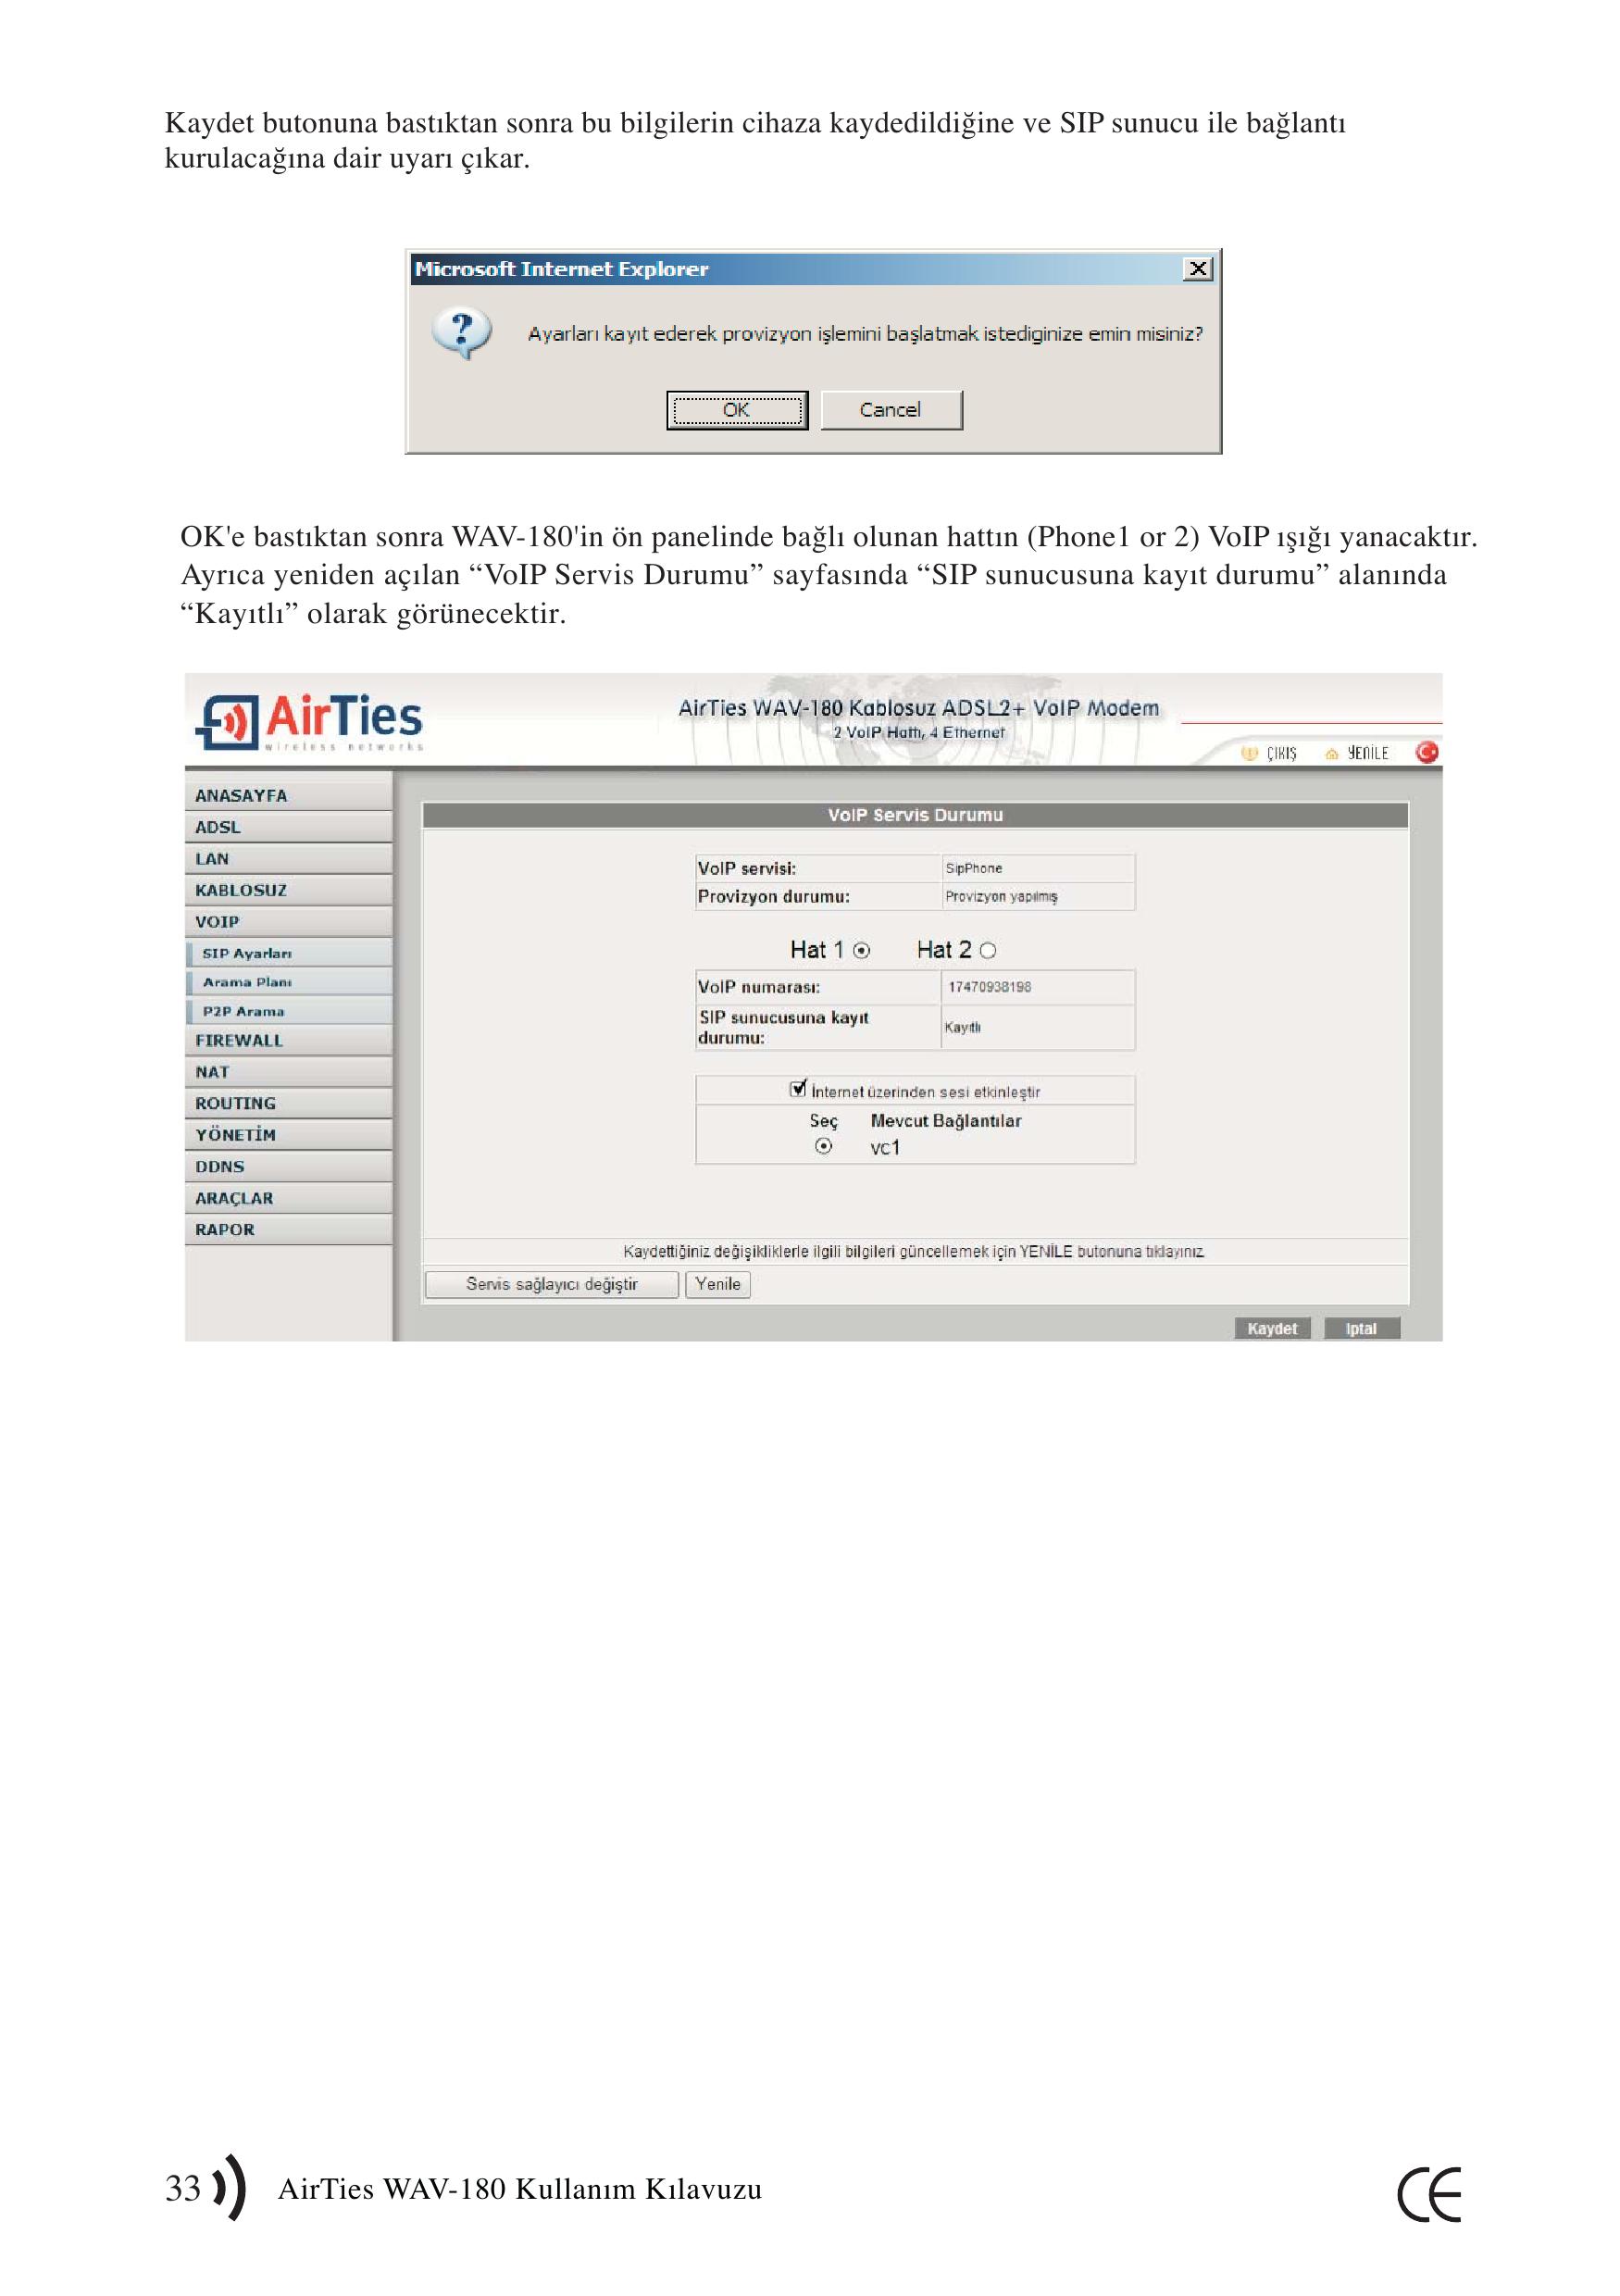 Kaydet butonuna bastıktan sonra bu bilgilerin cihaza kaydedildiğine ve SIP sunucu ile bağlantı
kurulacağına dair uyarı çıkar.
Microsoft Internet Explorer
Ayarları kayıt ederek provizyon işlemini başlatmak istediginize emin misiniz?
OK Cancel
OK'e bastıktan sonra WAV-180'in ön panelinde bağlı olunan hattın (Phone1 or 2) VoIP ışığı yanacaktır.
Ayrıca yeniden açılan “VoIP Servis Durumu” sayfasında “SIP sunucusuna kayıt durumu” alanında
“Kayıtlı” olarak görünecektir.
AirTies
wireless networks
AirTies WAV-180 Kablosuz ADSL2+ VoIP Modem
2 VoIP Hattı, 4 Ethernet
ÇIKIŞ YENİLE
ANASAYFA
ADSL
LAN
KABLOSUZ
VOIP
SIP Ayarları
Arama Planı
P2P Arama
FIREWALL
NAT
ROUTING
YÖNETİM
DDNS
ARAÇLAR
RAPOR
VoIP Servis Durumu
VoIP servisi: SipPhone
Provizyon durumu: Provizyon yapılmış
Hat 1 Hat 2
VoIP numarası: 17470938198
SIP sunucusuna kayıt
durumu: Kayıtlı
İnternet üzerinden sesi etkinleştir
Seç Mevcut Bağlantılar
vc1
Kaydettiğiniz değişikliklerle ilgili bilgileri güncellemek için YENİLE butonuna tıklayınız
Servis sağlayıcı değiştir Yenile
Kaydet Iptal
33 AirTies WAV-180 Kullanım Kılavuzu
CE